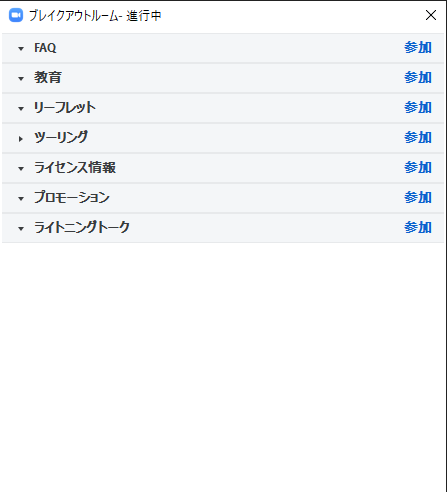 ブレイクアウトルーム- 進行中
FAQ 参加
教育 参加
リーフレット 参加
ツーリング 参加
ライセンス情報 参加
プロモーション 参加
ライトニングトーク 参加